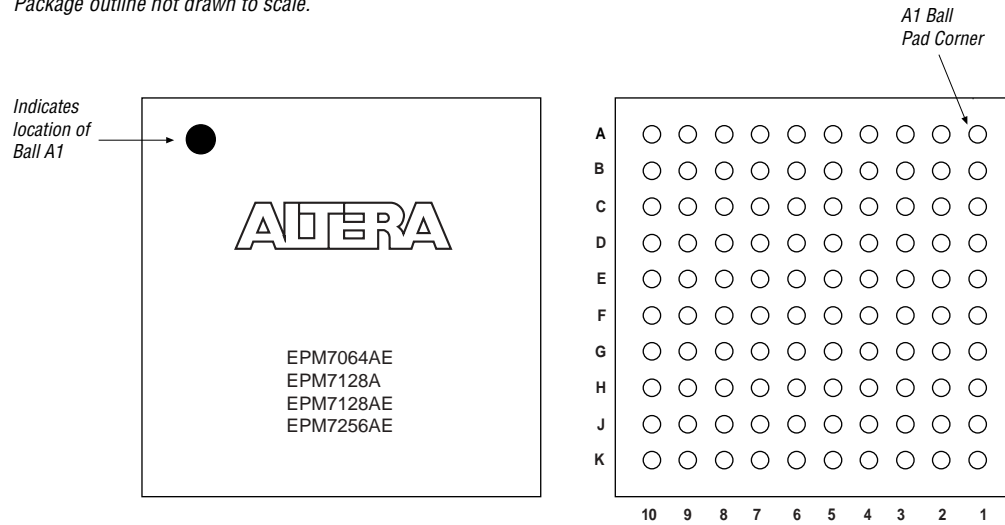 Package outline not drawn to scale.
A1 Ball
Pad Corner
Indicates
location of
Ball A1
ALTERA
EPM7064AE
EPM7128A
EPM7128AE
EPM7256AE
A
B
C
D
E
F
G
H
J
K
10 9 8 7 6 5 4 3 2 1